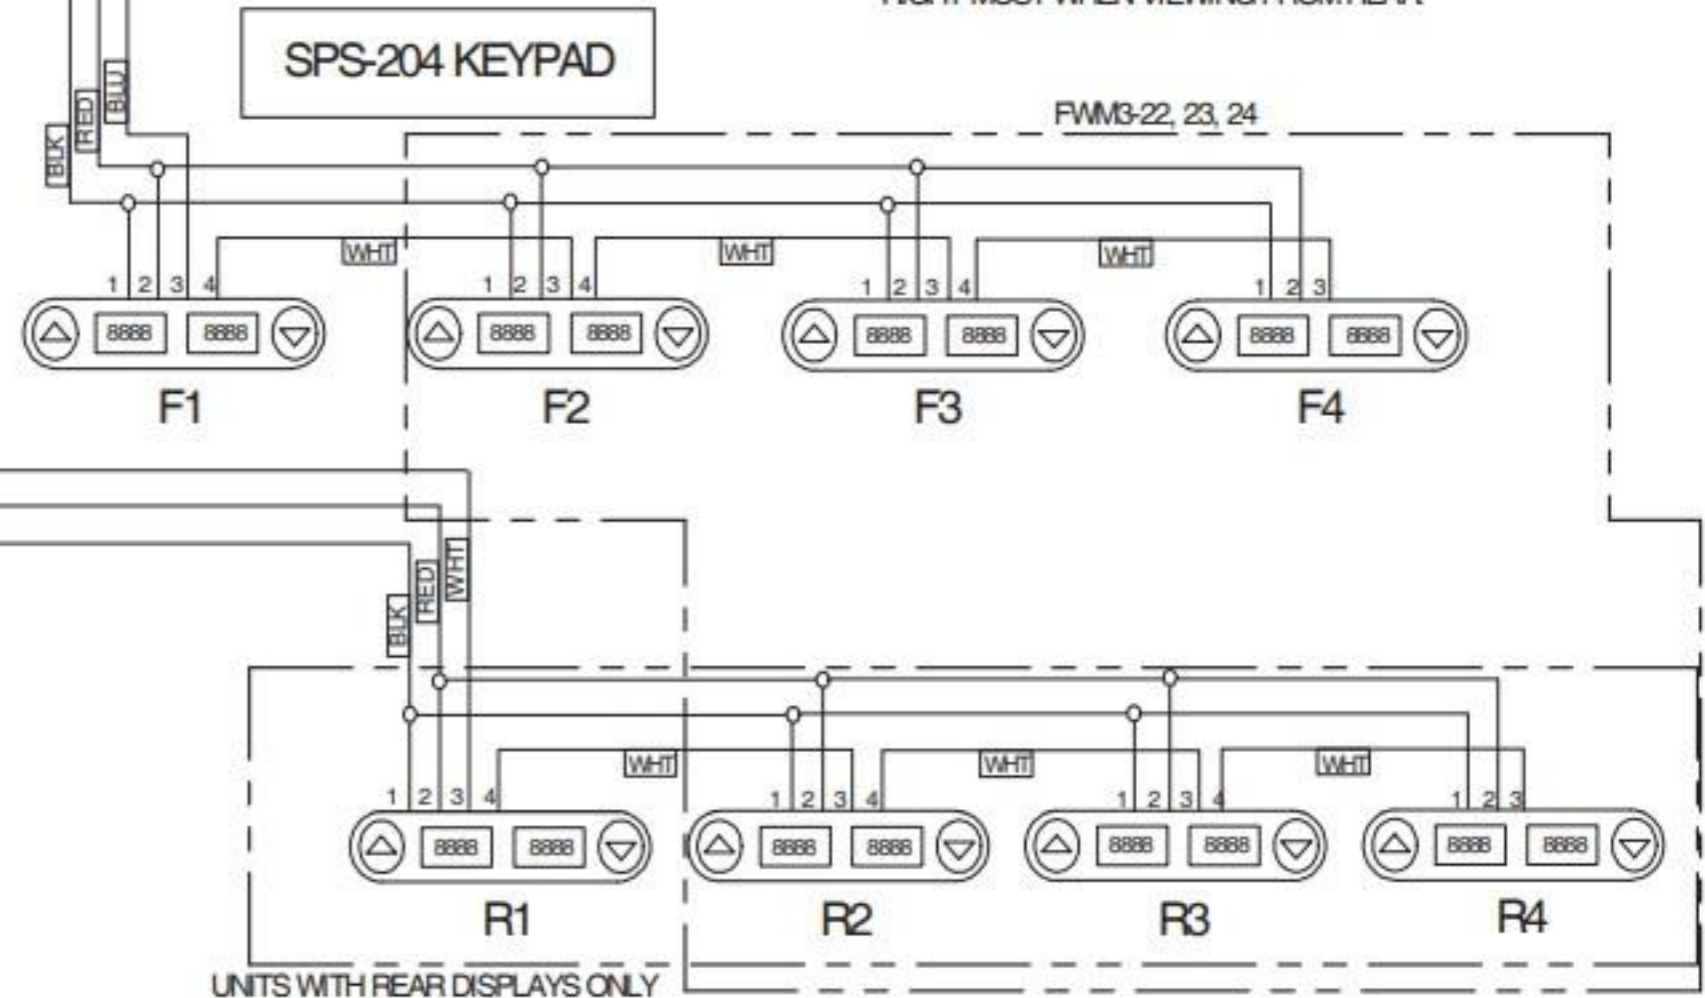 SPS-204 KEYPAD
BLU
RED
BLK
FWM3-22, 23, 24
WHT WHT WHT
1 2 3 4 1 2 3 4 1 2 3 4 1 2 3
8888 8888 8888 8888 8888 8888 8888 8888
F1 F2 F3 F4
WHT
RED
BLK
WHT WHT WHT
1 2 3 4 1 2 3 4 1 2 3 4 1 2 3
8888 8888 8888 8888 8888 8888 8888 8888
R1 R2 R3 R4
UNITS WITH REAR DISPLAYS ONLY